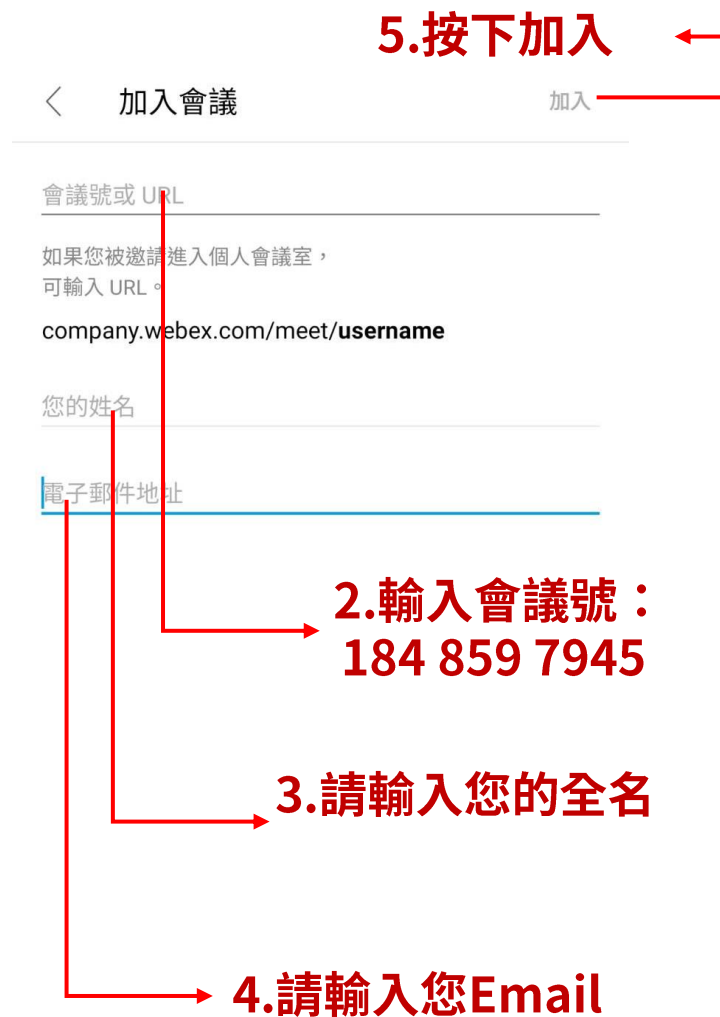 5.按下加入
加入會議
加入
會議號或 URL
如果您被邀請進入個人會議室，
可輸入 URL。
company.webex.com/meet/username
您的姓名
電子郵件地址
2.輸入會議號：
184 859 7945
3.請輸入您的全名
4.請輸入您Email